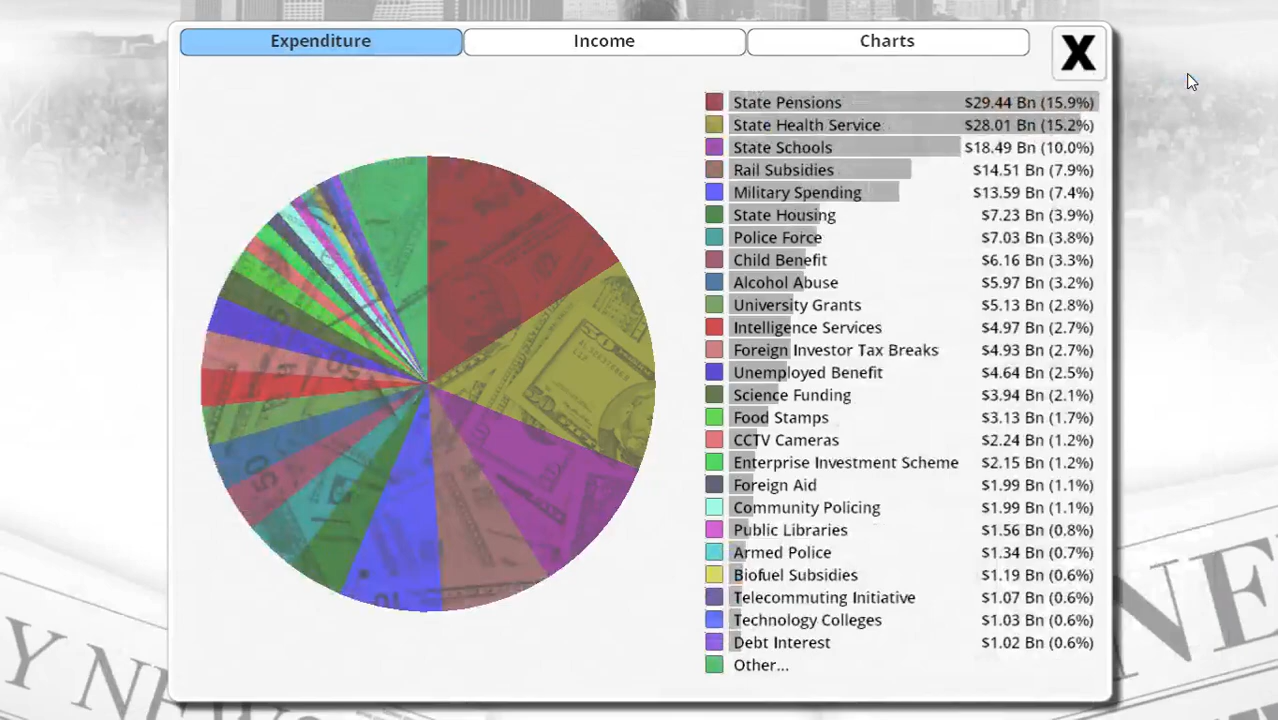 Expenditure
Income
Charts
X
State Pensions $29.44 Bn (15.9%)
State Health Service $28.01 Bn (15.2%)
State Schools $18.49 Bn (10.0%)
Rail Subsidies $14.51 Bn (7.9%)
Military Spending $13.59 Bn (7.4%)
State Housing $7.23 Bn (3.9%)
Police Force $7.03 Bn (3.8%)
Child Benefit $6.16 Bn (3.3%)
Alcohol Abuse $5.97 Bn (3.2%)
University Grants $5.13 Bn (2.8%)
Intelligence Services $4.97 Bn (2.7%)
Foreign Investor Tax Breaks $4.93 Bn (2.7%)
Unemployed Benefit $4.64 Bn (2.5%)
Science Funding $3.94 Bn (2.1%)
Food Stamps $3.13 Bn (1.7%)
CCTV Cameras $2.24 Bn (1.2%)
Enterprise Investment Scheme $2.15 Bn (1.2%)
Foreign Aid $1.99 Bn (1.1%)
Community Policing $1.99 Bn (1.1%)
Public Libraries $1.56 Bn (0.8%)
Armed Police $1.34 Bn (0.7%)
Biofuel Subsidies $1.19 Bn (0.6%)
Telecommuting Initiative $1.07 Bn (0.6%)
Technology Colleges $1.03 Bn (0.6%)
Debt Interest $1.02 Bn (0.6%)
Other...
Y NEWS
NE